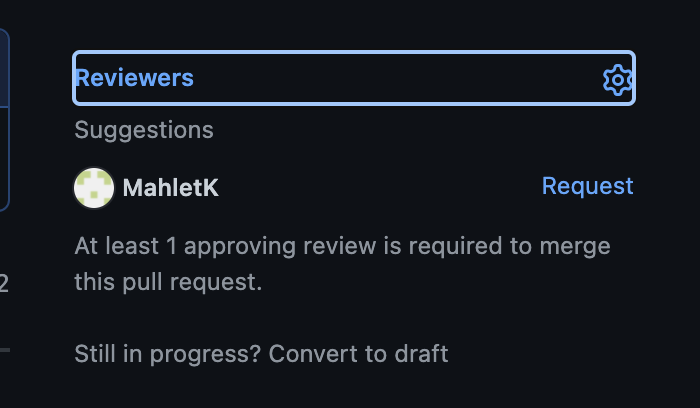 Reviewers
Suggestions
MahletK Request
At least 1 approving review is required to merge
this pull request.
2
Still in progress? Convert to draft